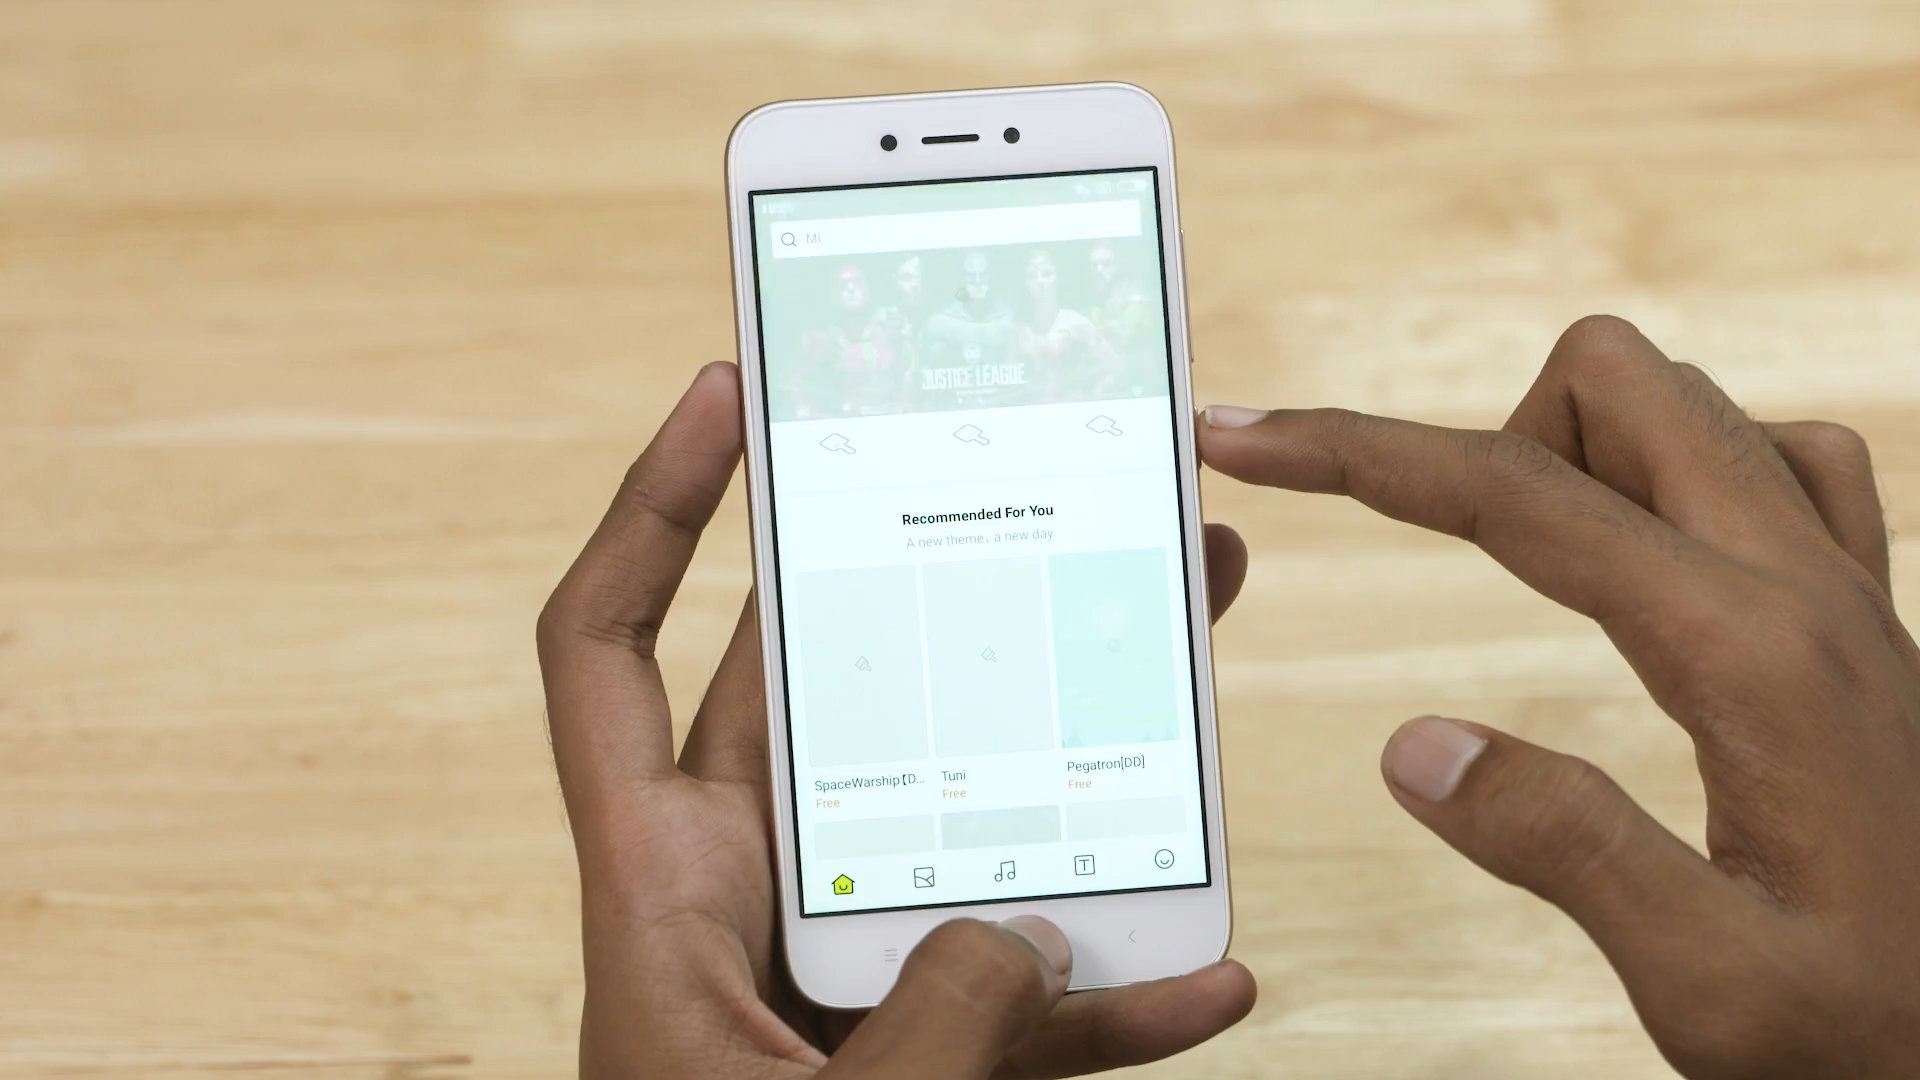 Mi
JUSTICE LEAGUE
Recommended For You
A new theme, a new day
SpaceWarship【D...
Free
Tuni
Free
Pegatron[DD]
Free
T